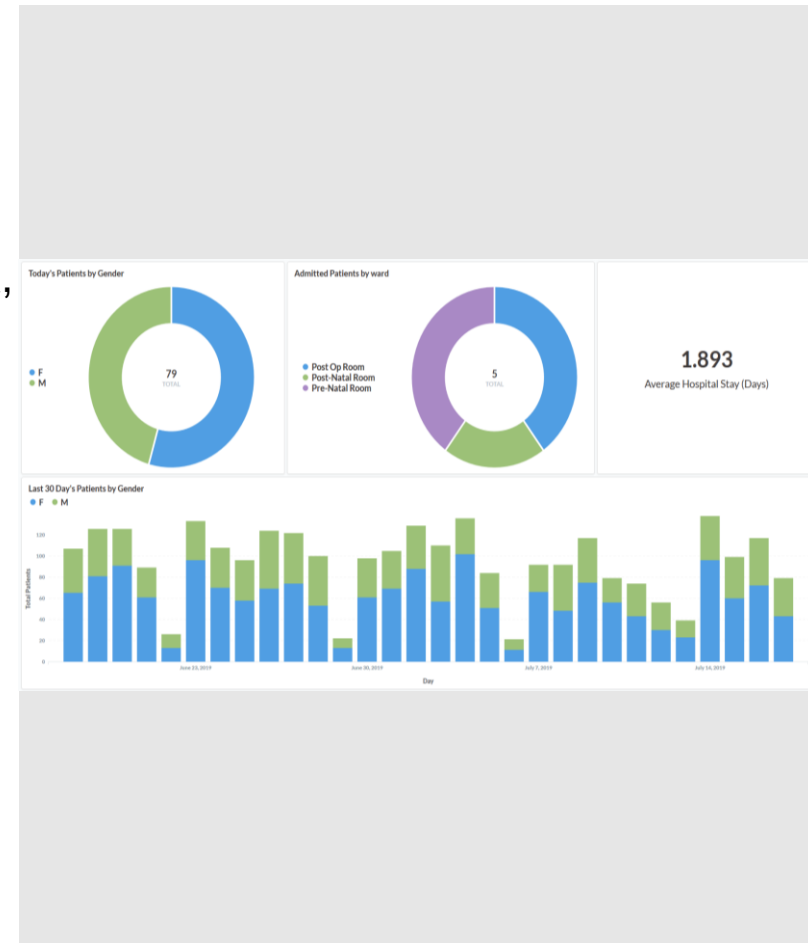 ,
Today's Patients by Gender
F
M
79
TOTAL
Admitted Patients by ward
Post Op Room
Post-Natal Room
Pre-Natal Room
5
TOTAL
1.893
Average Hospital Stay (Days)
Last 30 Day's Patients by Gender
F M
Total Patients
120
100
80
60
40
20
0
June 23, 2019 June 30, 2019 July 7, 2019 July 14, 2019
Day